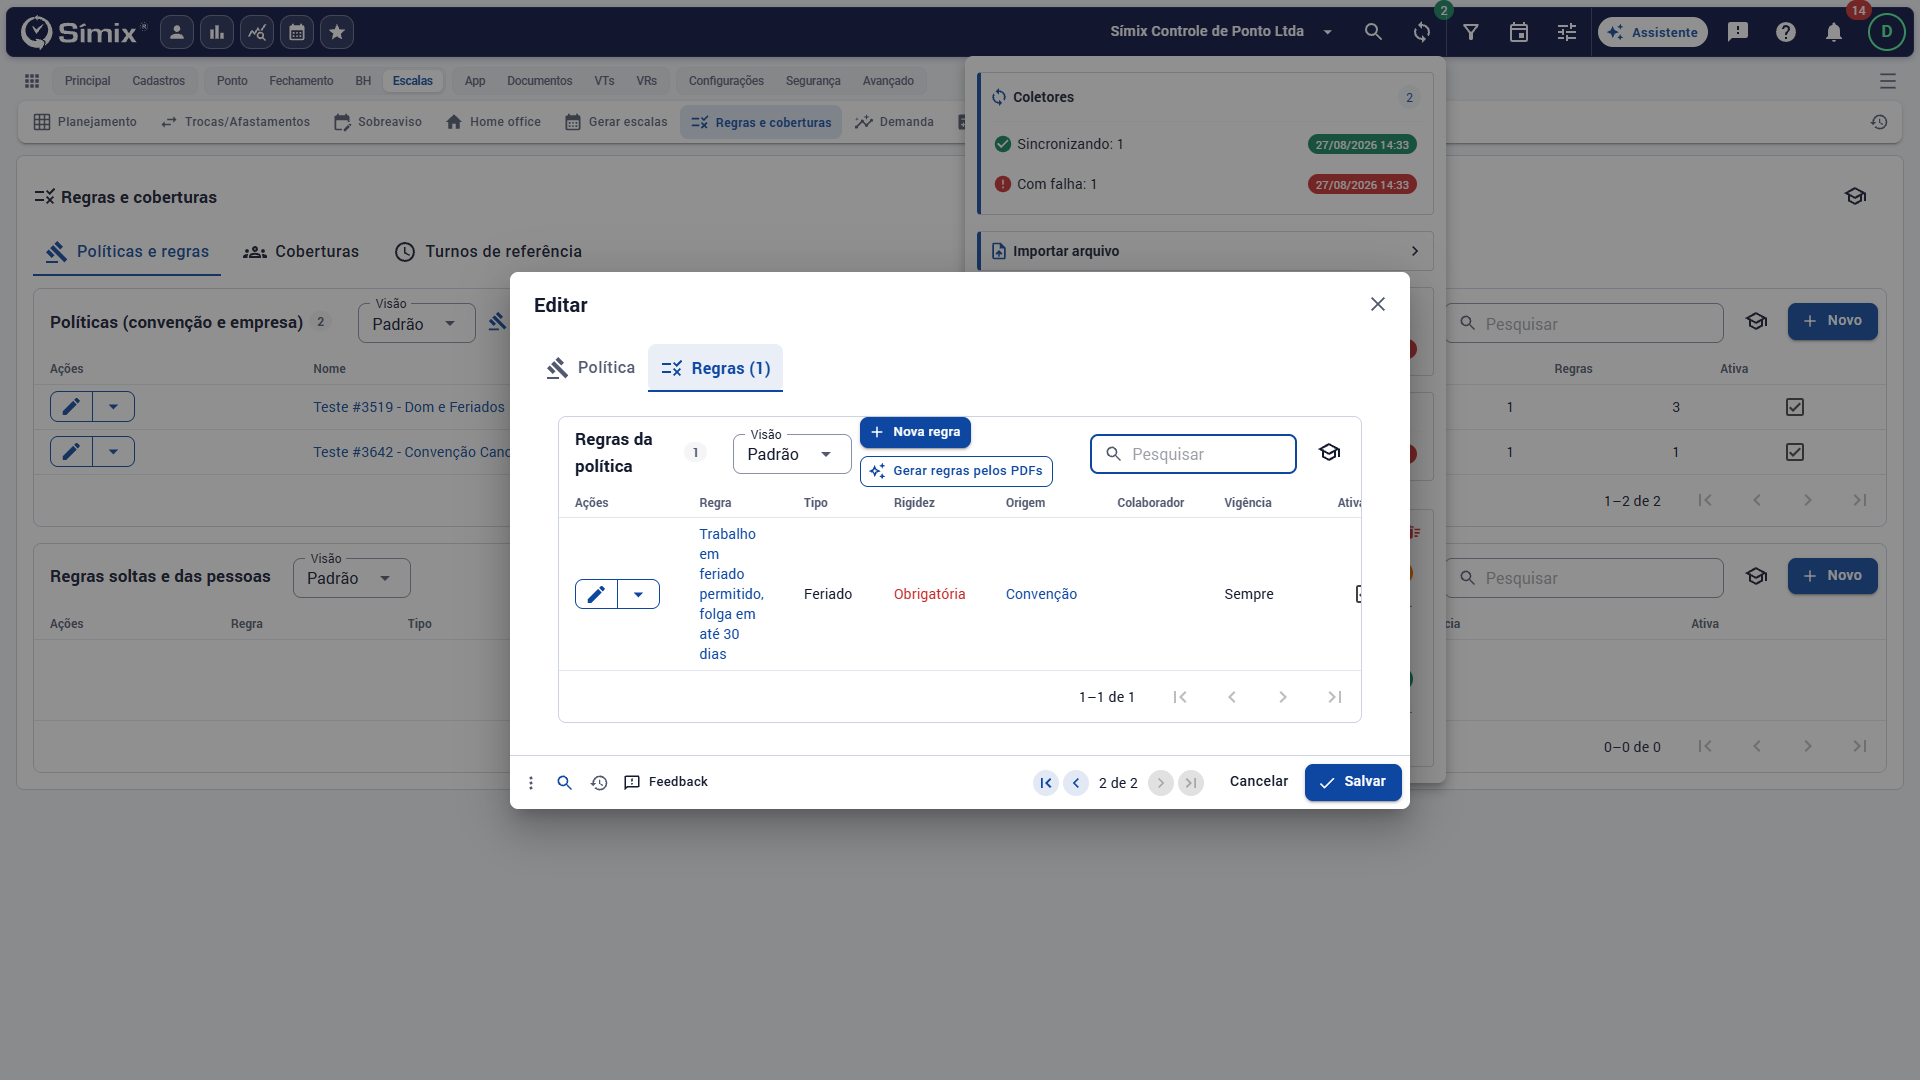 Símix
Símix Controle de Ponto Ltda
2
Assistente
14
D
Principal
Cadastros
Ponto
Fechamento
BH
Escalas
App
Documentos
VTs
VRs
Configurações
Segurança
Avançado
Planejamento
Trocas/Afastamentos
Sobreaviso
Home office
Gerar escalas
Regras e coberturas
Demanda
Coletores
2
Sincronizando: 1
27/08/2026 14:33
Com falha: 1
27/08/2026 14:33
Importar arquivo
Regras e coberturas
Políticas e regras
Coberturas
Turnos de referência
Políticas (convenção e empresa)
2
Visão
Padrão
Pesquisar
Novo
Ações
Nome
Regras
Ativa
Teste #3519 - Dom e Feriados
1
3
Teste #3642 - Convenção Canc
1
1
1–2 de 2
Regras soltas e das pessoas
Visão
Padrão
Pesquisar
Novo
Ações
Regra
Tipo
cia
Ativa
0–0 de 0
Editar
Política
Regras (1)
Regras da
política
1
Visão
Padrão
Nova regra
Gerar regras pelos PDFs
Pesquisar
Ações
Regra
Tipo
Rigidez
Origem
Colaborador
Vigência
Ativa
Trabalho
em
feriado
permitido,
folga em
até 30
dias
Feriado
Obrigatória
Convenção
Sempre
1–1 de 1
Feedback
2 de 2
Cancelar
Salvar